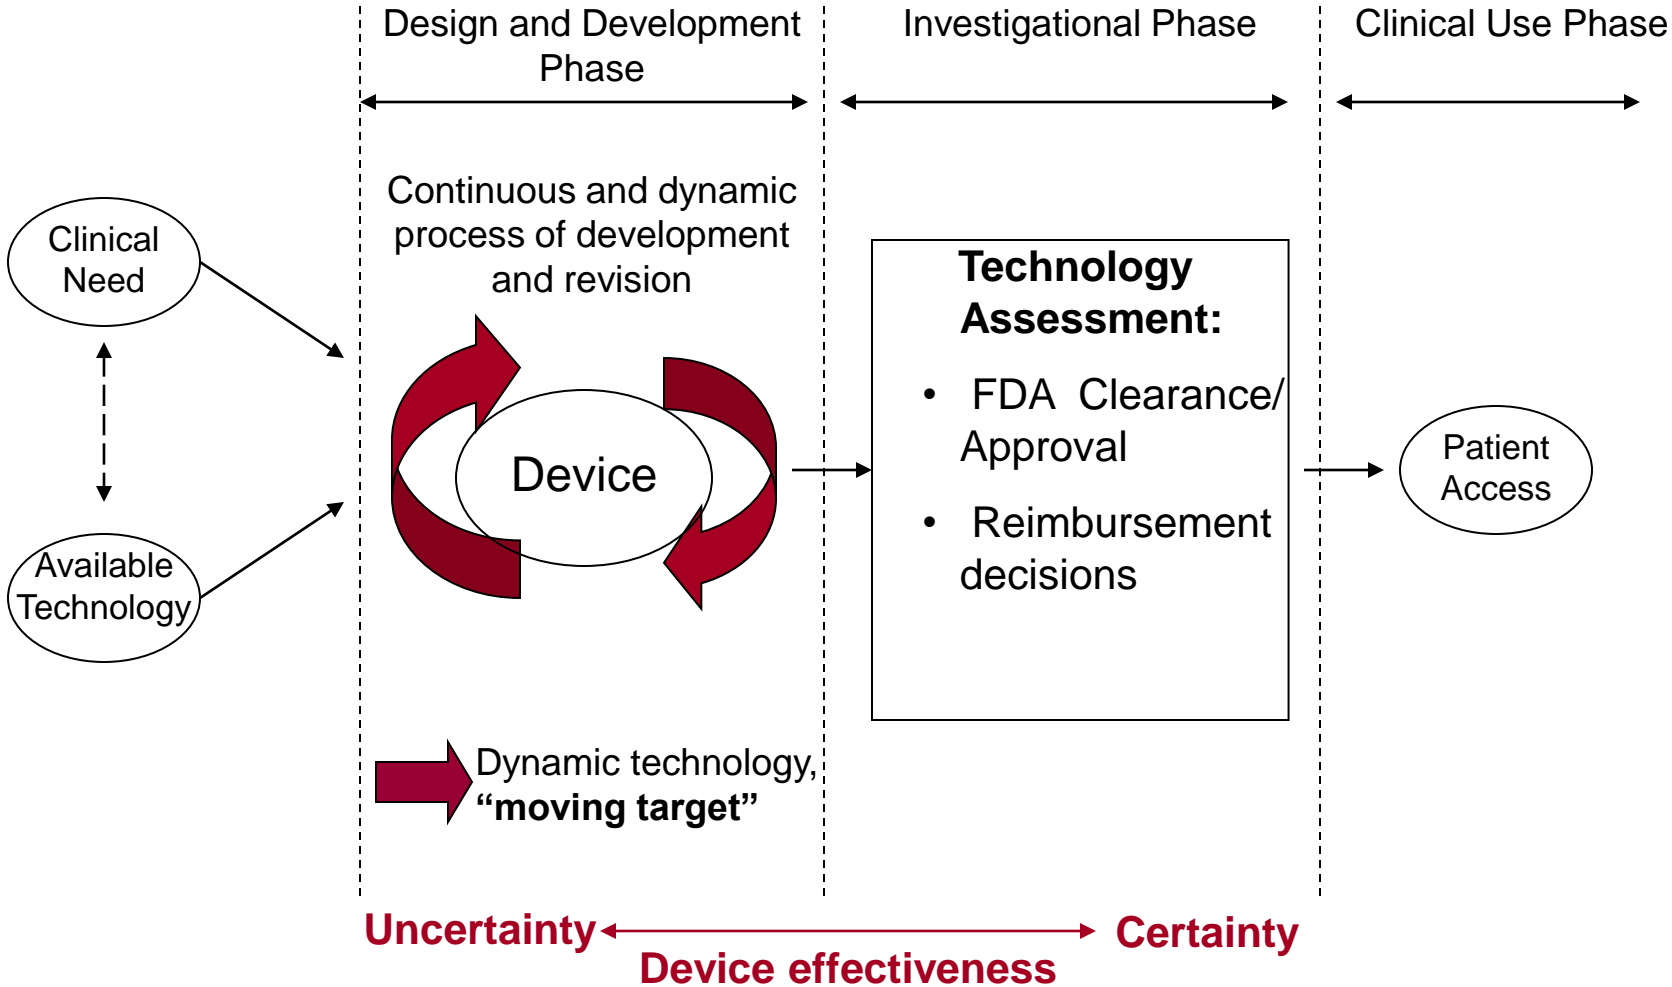 Design and Development
Phase
Investigational Phase
Clinical Use Phase
Continuous and dynamic
process of development
and revision
Clinical
Need
Available
Technology
Device
Technology
Assessment:
• FDA Clearance/
Approval
• Reimbursement
decisions
Patient
Access
Dynamic technology,
“moving target”
Uncertainty
Certainty
Device effectiveness